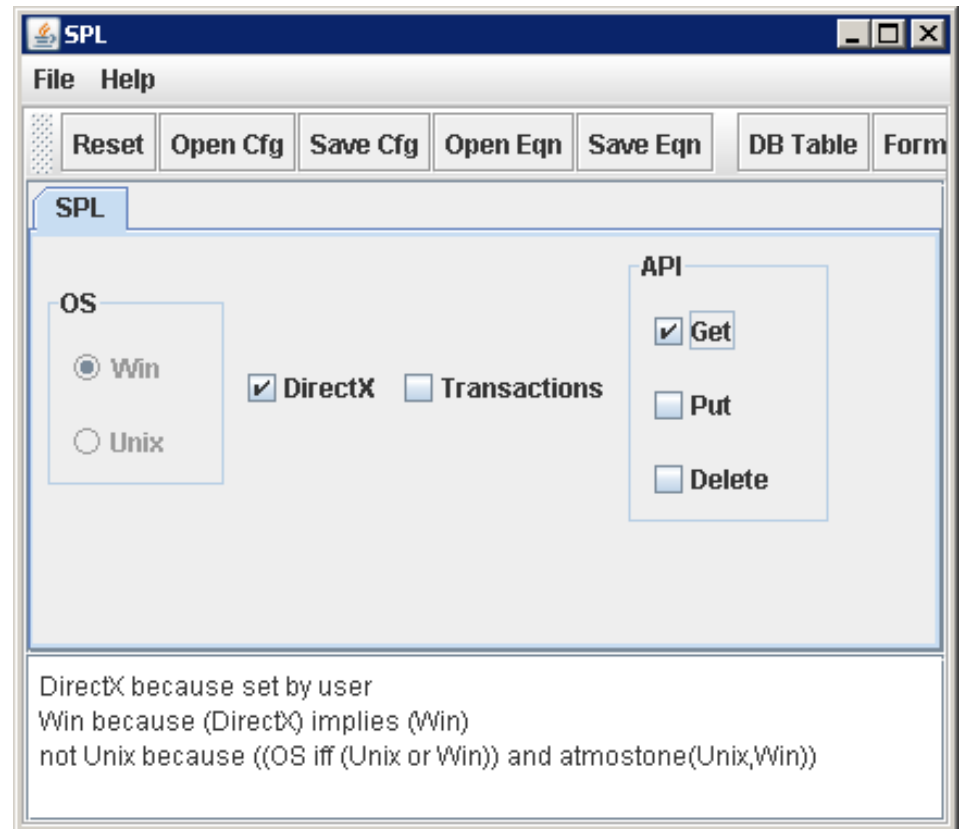 SPL
File Help
Reset Open Cfg Save Cfg Open Eqn Save Eqn DB Table Form
SPL
OS
Win
Unix
DirectX
Transactions
API
Get
Put
Delete
DirectX because set by user
Win because (DirectX) implies (Win)
not Unix because ((OS iff (Unix or Win)) and atmostone(Unix,Win))